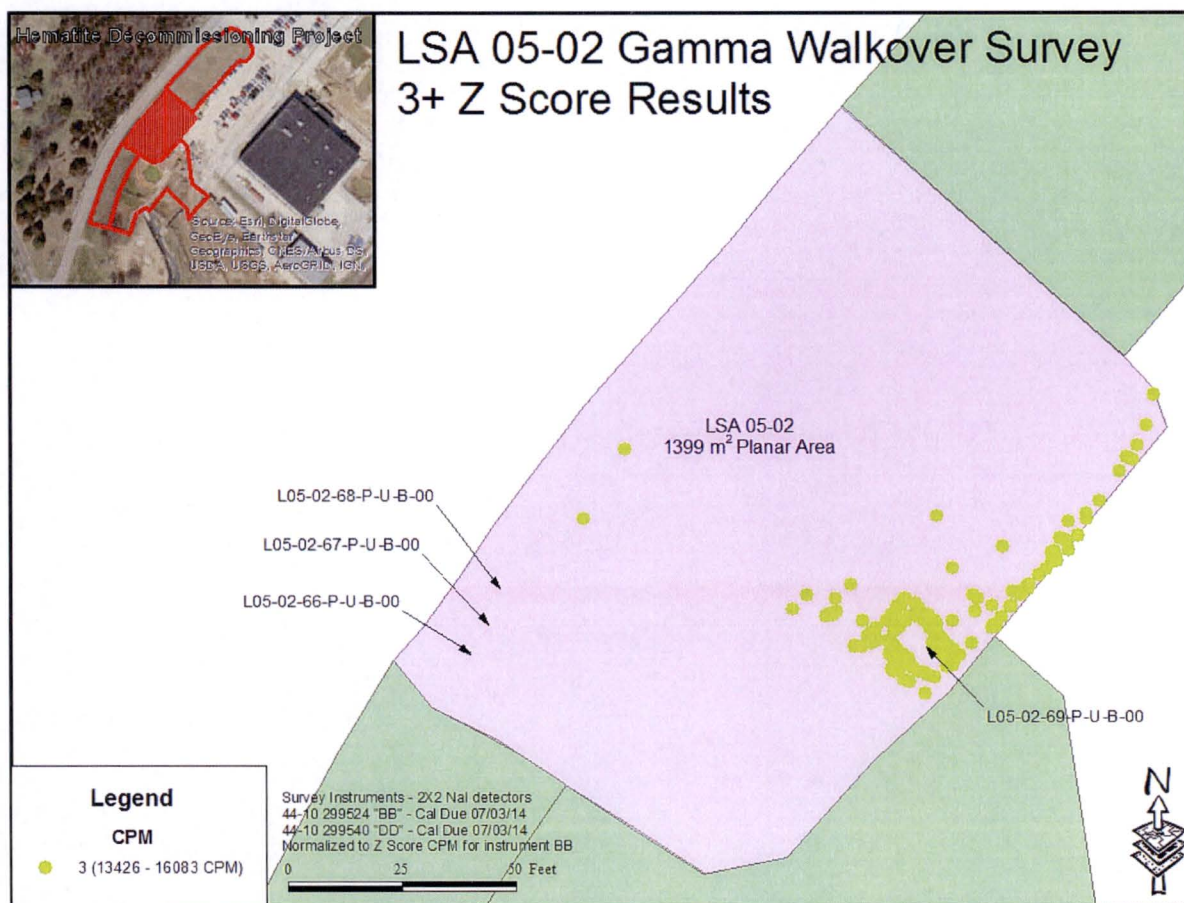 Hematite Decommissioning Project
LSA 05-02 Gamma Walkover Survey
3+ Z Score Results
Source: Esri, DigitalGlobe,
GeoEye, Earthstar
Geographics, CNES/Airbus DS,
USDA, USGS, AeroGRID, IGN,
LSA 05-02
1399 m² Planar Area
L05-02-68-P-U-B-00
L05-02-67-P-U-B-00
L05-02-66-P-U-B-00
L05-02-69-P-U-B-00
Legend
CPM
3 (13426 - 16083 CPM)
Survey Instruments - 2X2 NaI detectors
44-10 299524 "BB" - Cal Due 07/03/14
44-10 299540 "DD" - Cal Due 07/03/14
Normalized to Z Score CPM for instrument BB
0 25 50 Feet
N